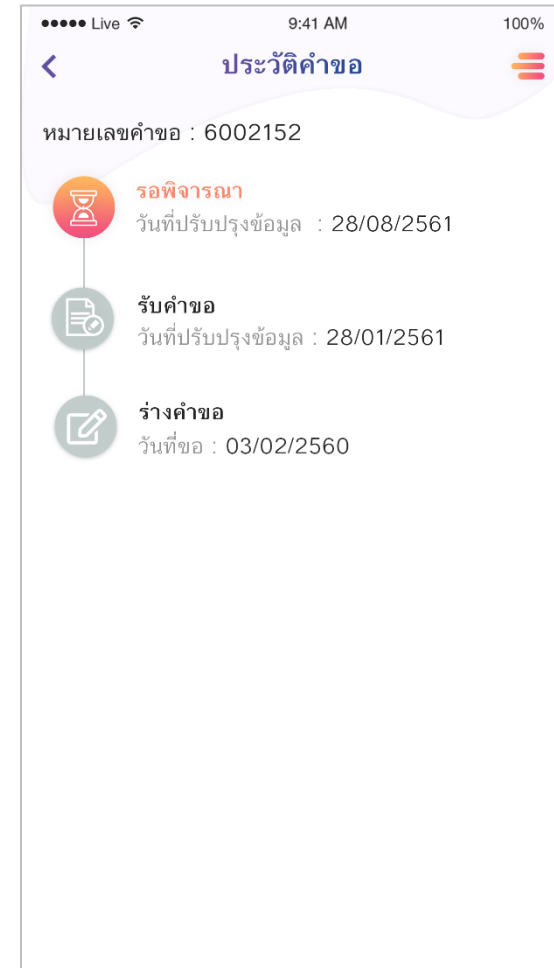 Live 9:41 AM 100%
ประวัติคำขอ
หมายเลขคำขอ : 6002152
รอพิจารณา
วันที่ปรับปรุงข้อมูล : 28/08/2561
รับคำขอ
วันที่ปรับปรุงข้อมูล : 28/01/2561
ร่างคำขอ
วันที่ขอ : 03/02/2560